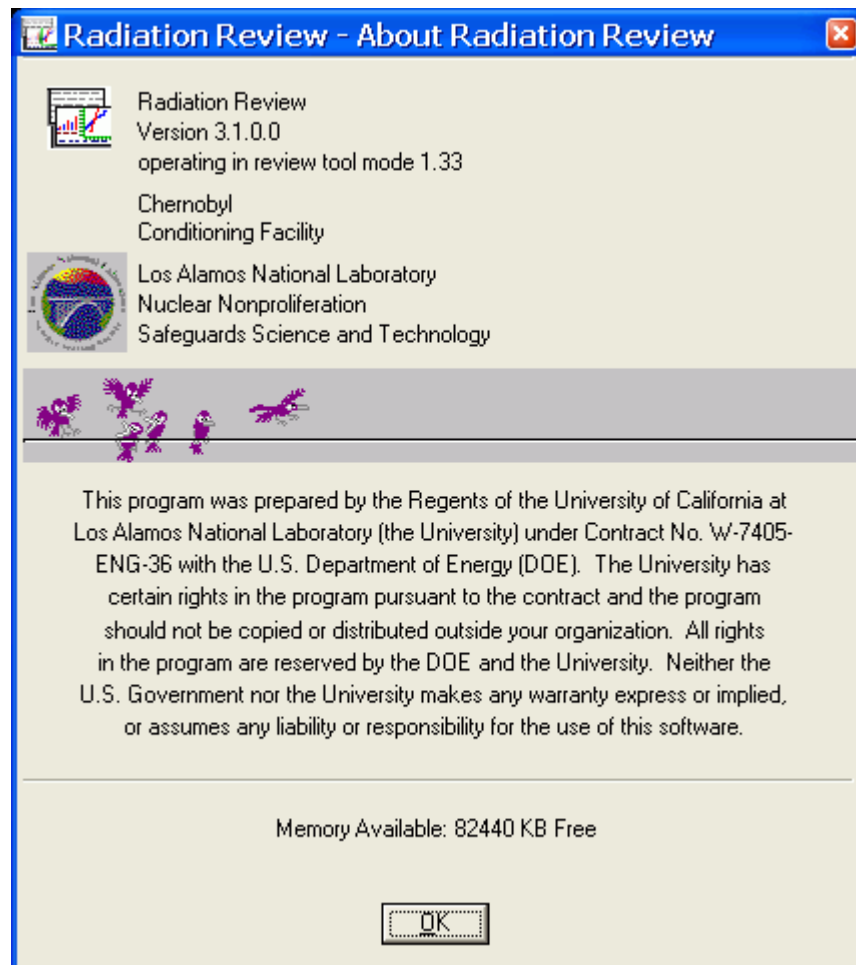 Radiation Review - About Radiation Review
Radiation Review
Version 3.1.0.0
operating in review tool mode 1.33
Chernobyl
Conditioning Facility
Los Alamos National Laboratory
Nuclear Nonproliferation
Safeguards Science and Technology
This program was prepared by the Regents of the University of California at
Los Alamos National Laboratory (the University) under Contract No. W-7405-
ENG-36 with the U.S. Department of Energy (DOE).  The University has
certain rights in the program pursuant to the contract and the program
should not be copied or distributed outside your organization.  All rights
in the program are reserved by the DOE and the University.  Neither the
U.S. Government nor the University makes any warranty express or implied,
or assumes any liability or responsibility for the use of this software.
Memory Available: 82440 KB Free
OK